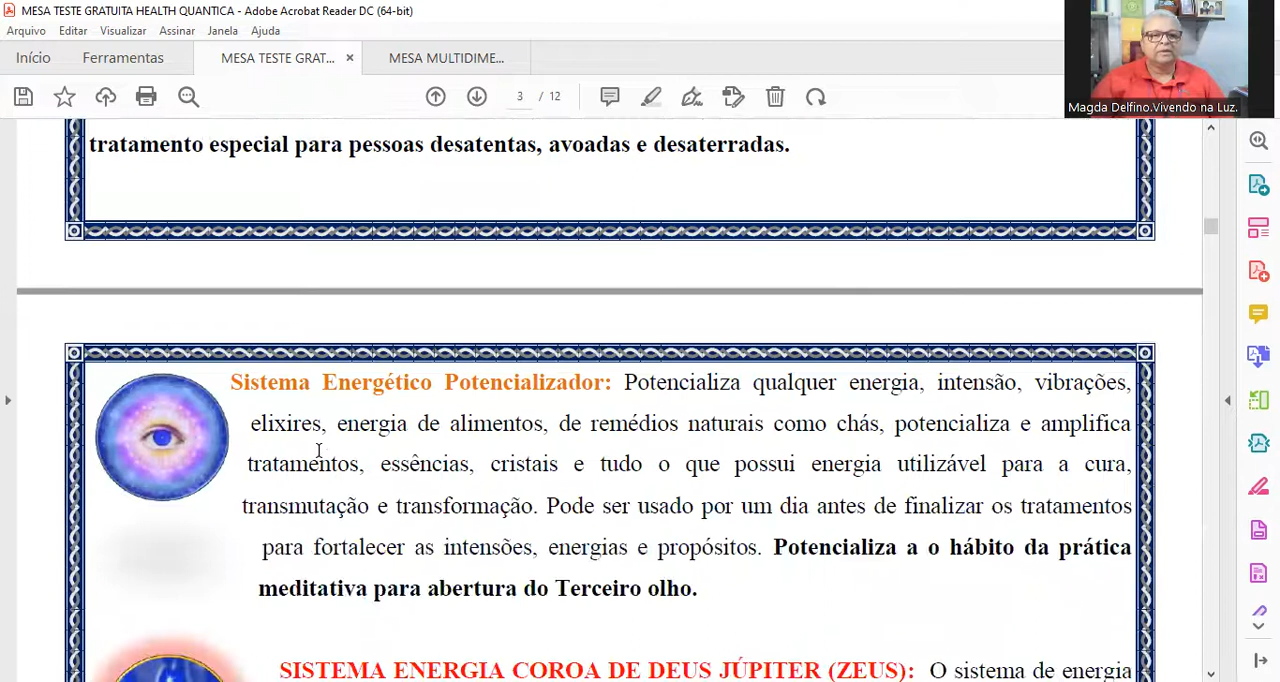 MESA TESTE GRATUITA HEALTH QUANTICA - Adobe Acrobat Reader DC (64-bit)
Arquivo Editar Visualizar Assinar Janela Ajuda
Início Ferramentas MESA TESTE GRAT... × MESA MULTIDIME...
3 / 12
Magda Delfino.Vivendo na Luz.
tratamento especial para pessoas desatentas, avoadas e desaterradas.
Sistema Energético Potencializador: Potencializa qualquer energia, intensão, vibrações,
elixires, energia de alimentos, de remédios naturais como chás, potencializa e amplifica
tratamentos, essências, cristais e tudo o que possui energia utilizável para a cura,
transmutação e transformação. Pode ser usado por um dia antes de finalizar os tratamentos
para fortalecer as intensões, energias e propósitos. Potencializa a o hábito da prática
meditativa para abertura do Terceiro olho.
SISTEMA ENERGIA COROA DE DEUS JÚPITER (ZEUS): O sistema de energia